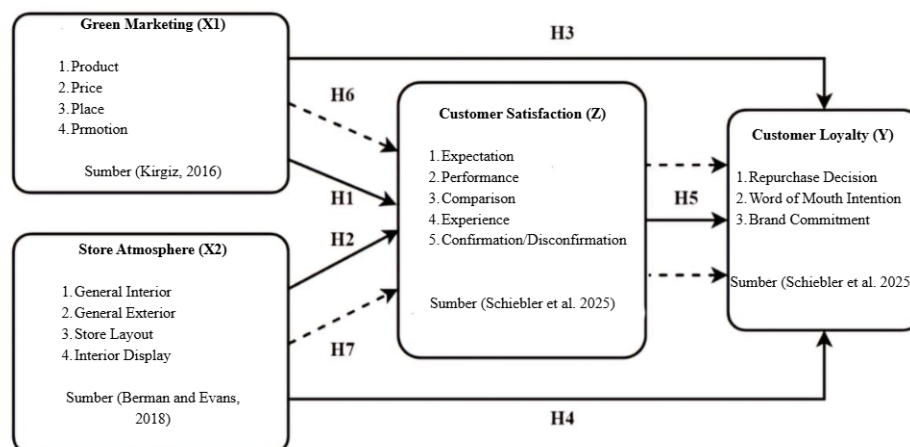 Green Marketing (X1)
1.Product
2.Price
3.Place
4.Prmotion
Sumber (Kirgiz, 2016)
H3
H6
H1
Customer Satisfaction (Z)
1.Expectation
2.Performance
3.Comparison
4.Experience
5.Confirmation/Disconfirmation
Sumber (Schiebler et al. 2025)
H5
Customer Loyalty (Y)
1. Repurchase Decision
2. Word of Mouth Intention
3. Brand Commitment
Sumber (Schiebler et al. 2025
Store Atmosphere (X2)
1.General Interior
2.General Exterior
3.Store Layout
4.Interior Display
Sumber (Berman and Evans,
2018)
H2
H7
H4